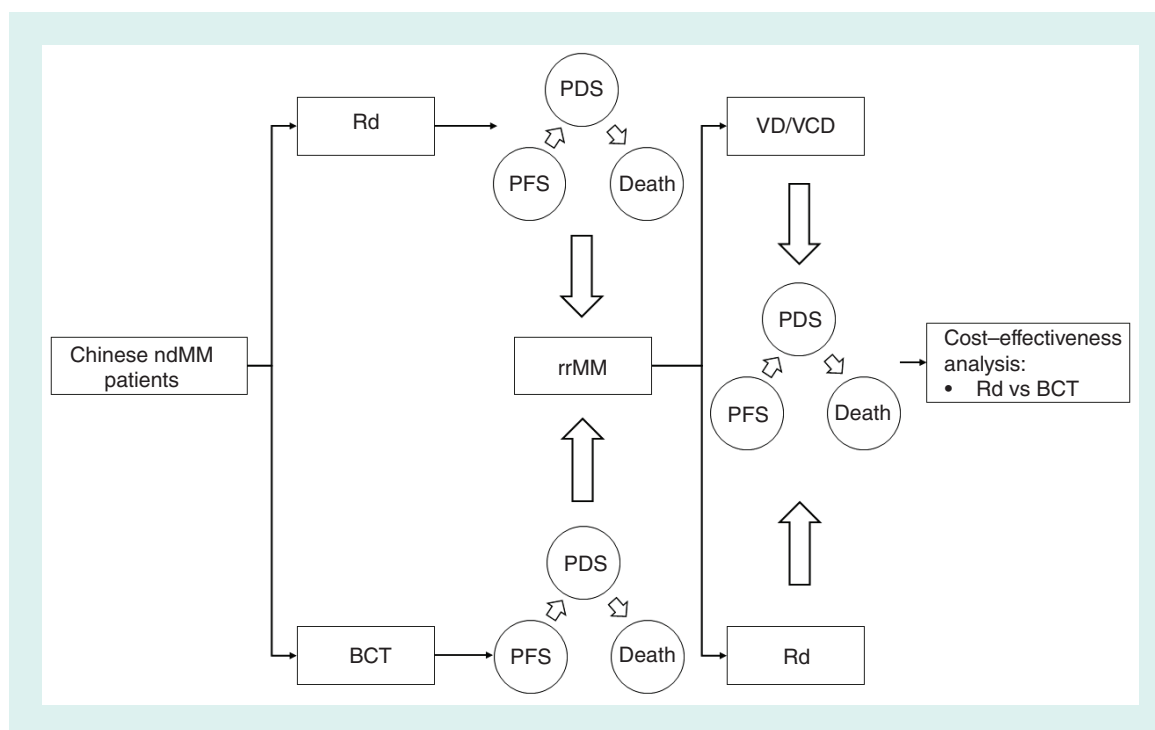 Chinese ndMM
patients
Rd
PDS
PFS
Death
rrMM
BCT
PDS
PFS
Death
VD/VCD
PDS
PFS
Death
Rd
Cost–effectiveness
analysis:
• Rd vs BCT